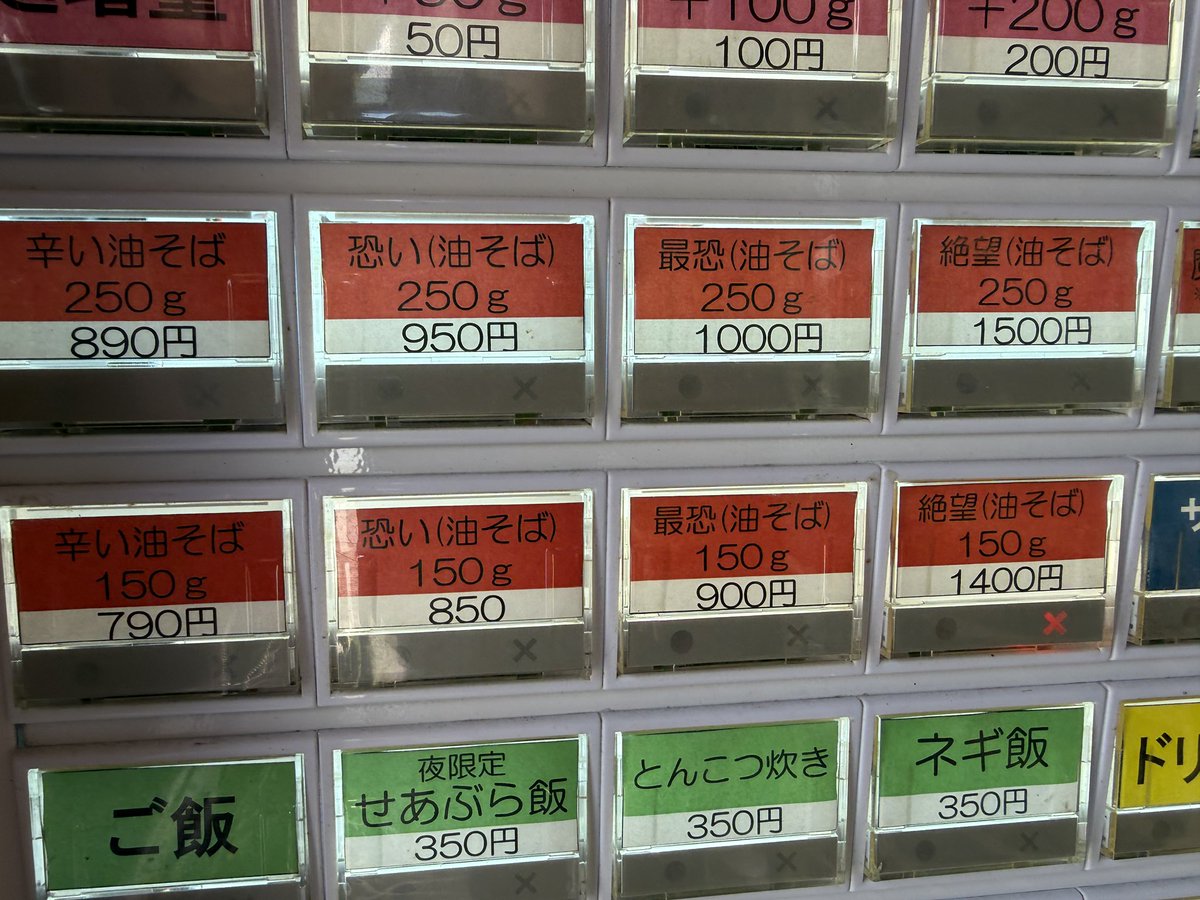 増量
50円
+100g
100円
+200g
200円
辛い油そば
250g
890円
恐い(油そば)
250g
950円
最恐(油そば)
250g
1000円
絶望(油そば)
250g
1500円
辛い油そば
150g
790円
恐い(油そば)
150g
850
最恐(油そば)
150g
900円
絶望(油そば)
150g
1400円
ご飯
夜限定
せあぶら飯
350円
とんこつ炊き
350円
ネギ飯
350円
ドリ